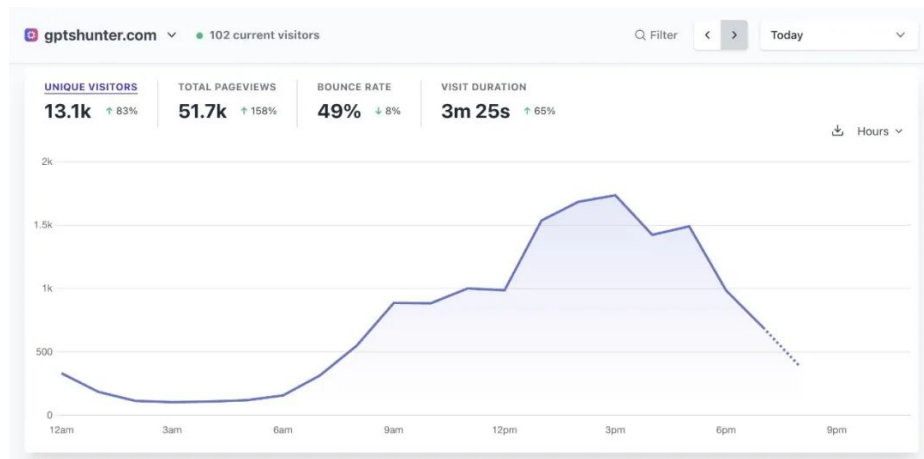 gptshunter.com 102 current visitors Filter Today
UNIQUE VISITORS TOTAL PAGEVIEWS BOUNCE RATE VISIT DURATION
13.1k ↑ 83% 51.7k ↑ 158% 49% ↓ 8% 3m 25s ↑ 65%
Hours
2k
1.5k
1k
500
0
12am 3am 6am 9am 12pm 3pm 6pm 9pm